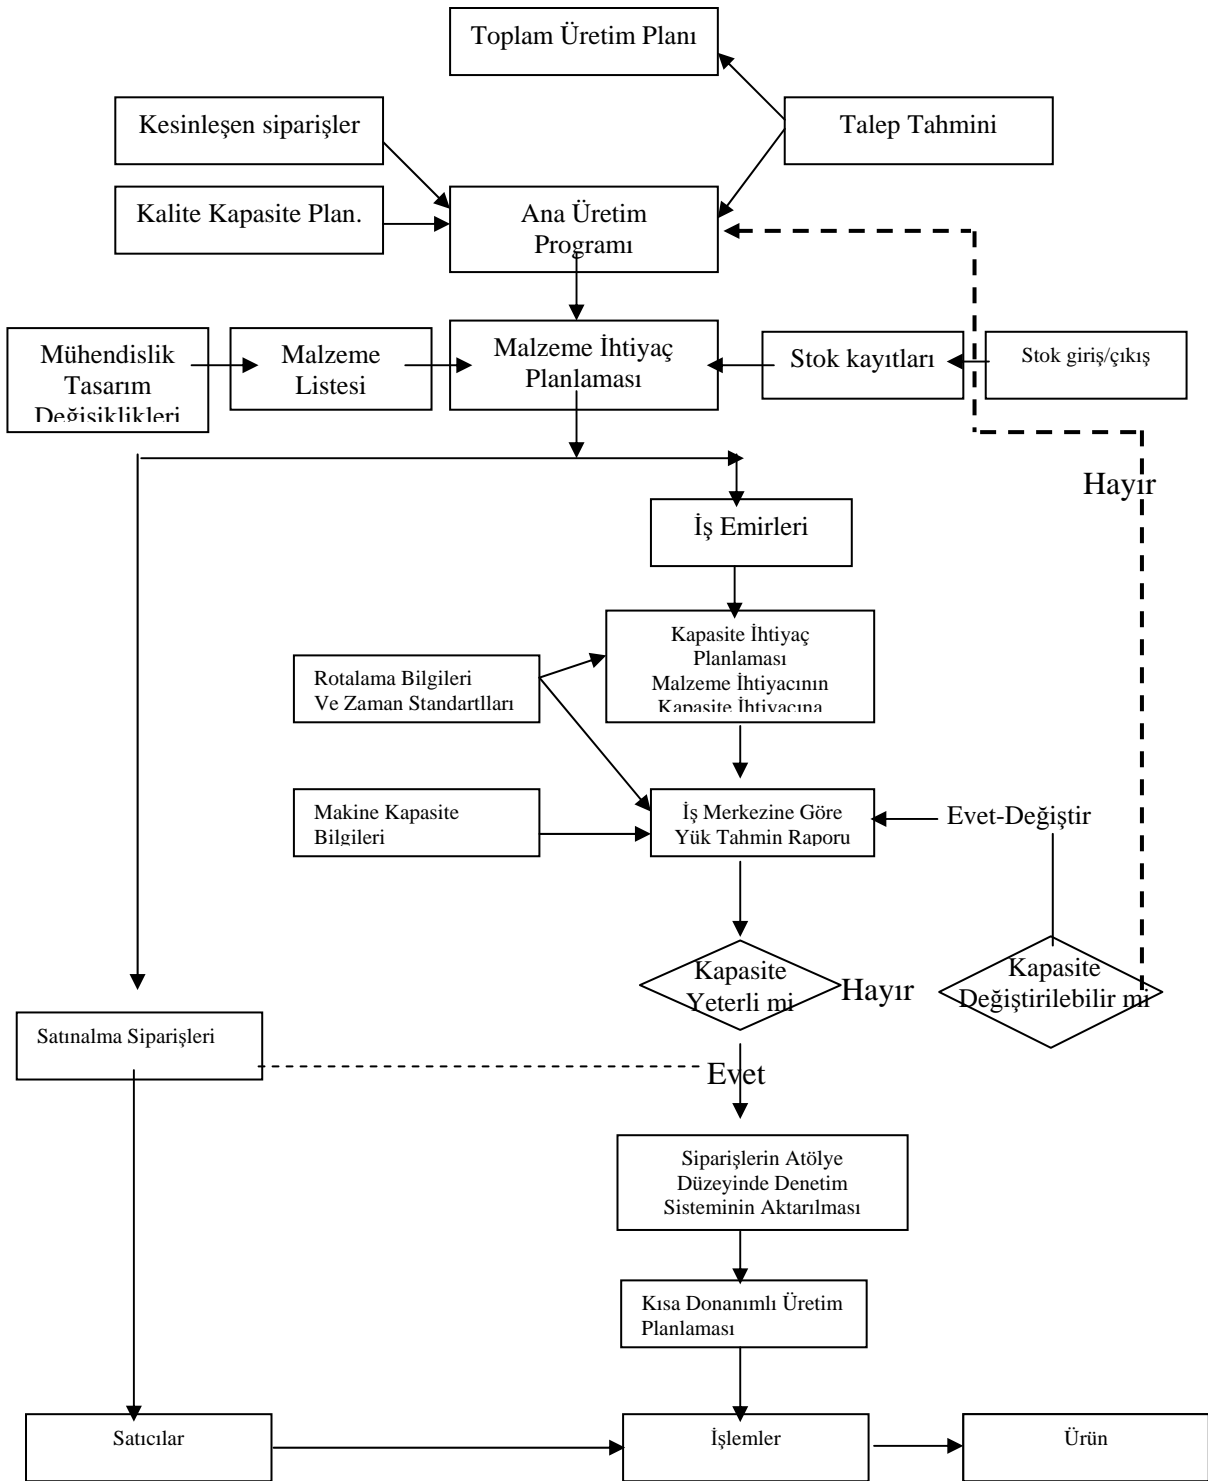 Toplam Üretim Planı
Kesinleşen siparişler
Talep Tahmini
Kalite Kapasite Plan.
Ana Üretim
Programı
Mühendislik
Tasarım
Değişiklikleri
Malzeme
Listesi
Malzeme İhtiyaç
Planlaması
Stok kayıtları
Stok giriş/çıkış
Hayır
İş Emirleri
Kapasite İhtiyaç
Planlaması
Malzeme İhtiyacının
Kapasite İhtiyacına
Rotalama Bilgileri
Ve Zaman Standartlları
Makine Kapasite
Bilgileri
İş Merkezine Göre
Yük Tahmin Raporu
Evet-Değiştir
Kapasite
Yeterli mi
Hayır
Kapasite
Değiştirilebilir mi
Satınalma Siparişleri
Evet
Siparişlerin Atölye
Düzeyinde Denetim
Sisteminin Aktarılması
Kısa Donanımlı Üretim
Planlaması
Satıcılar
İşlemler
Ürün